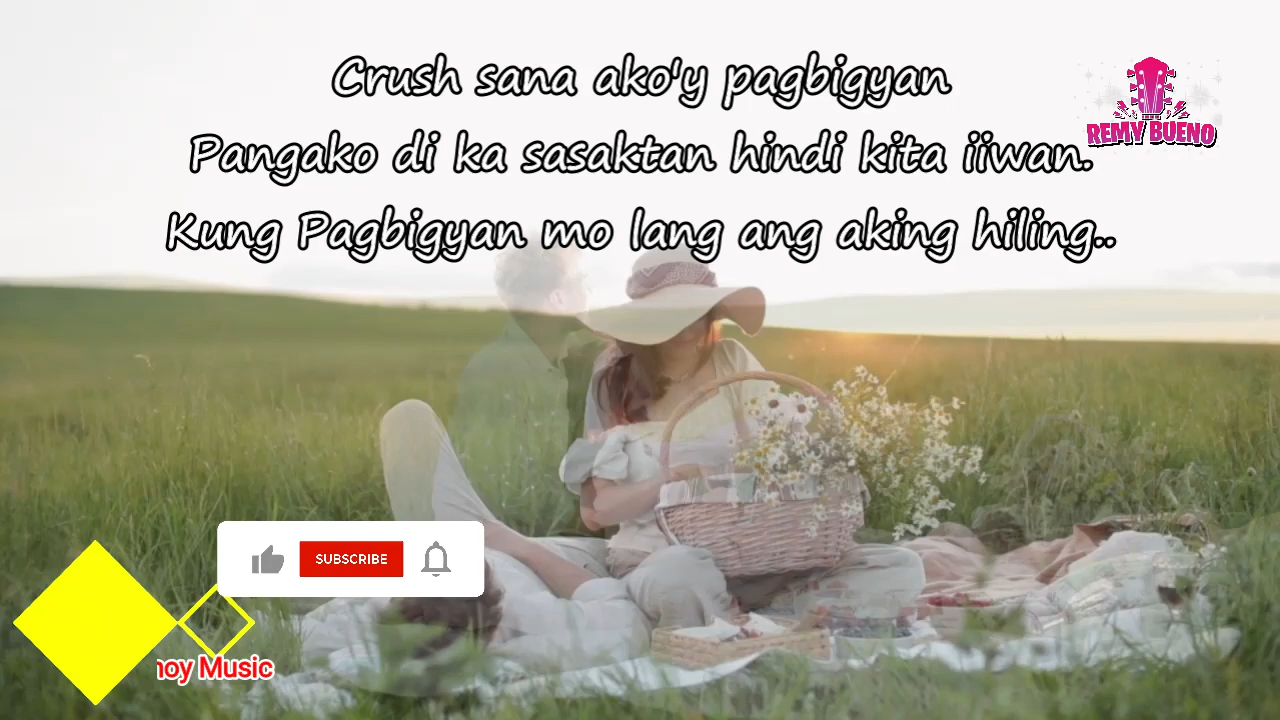 Crush sana ako'y pagbigyan
Pangako di ka sasaktan hindi kita iiwan.
Kung Pagbigyan mo lang ang aking hiling..
REMY BUENO
SUBSCRIBE
Music